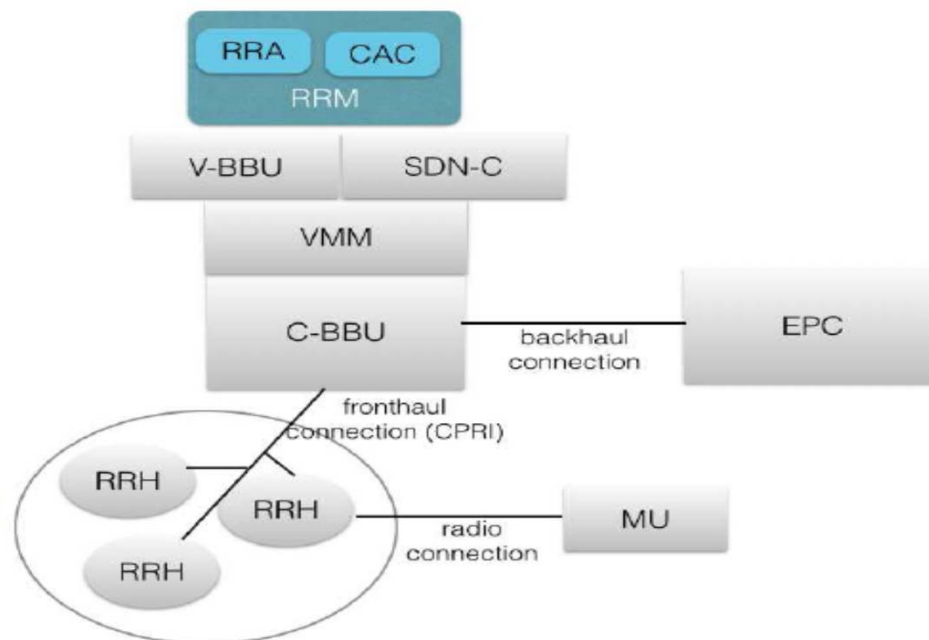 RRA
CAC
RRM
V-BBU
SDN-C
VMM
C-BBU
EPC
backhaul
connection
fronthaul
connection (CPRI)
RRH
RRH
RRH
MU
radio
connection